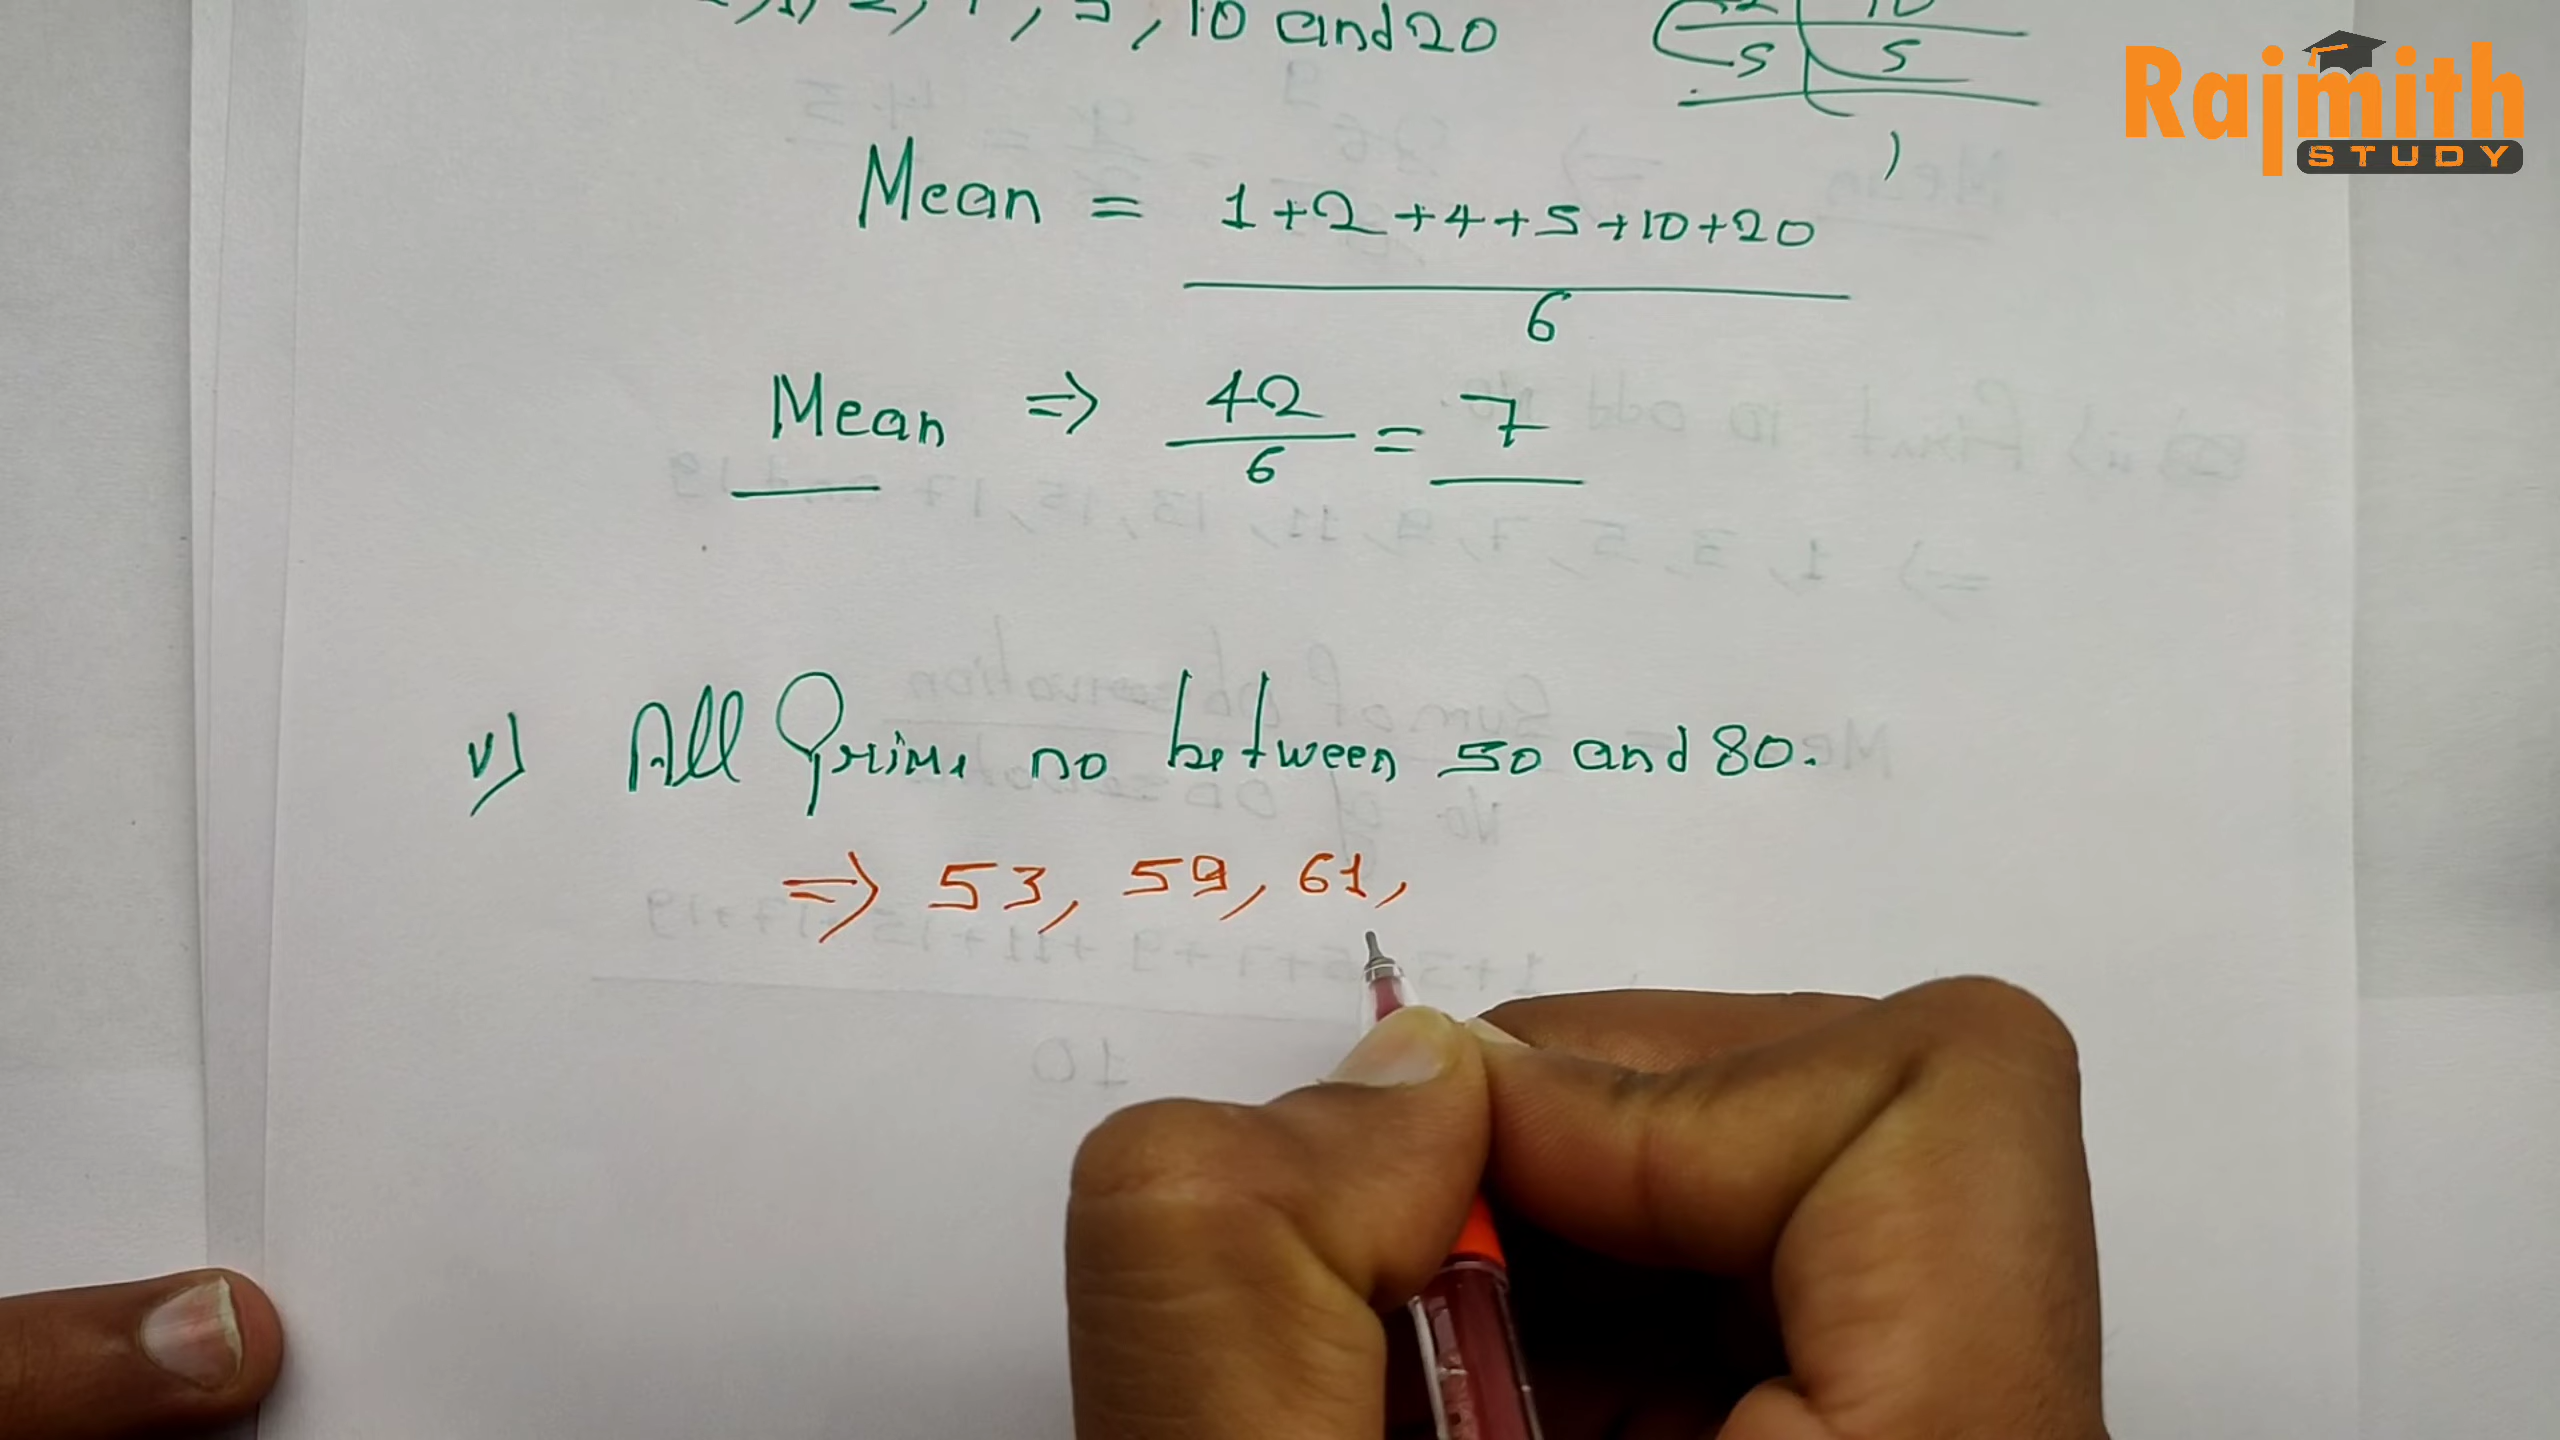 10 and 20
5 5
Rajmith
STUDY
Mean = 1+2+4+5+10+20
6
Mean ⇒ 42/6 = 7
v) All Prime no between 50 and 80.
⇒ 53, 59, 61,